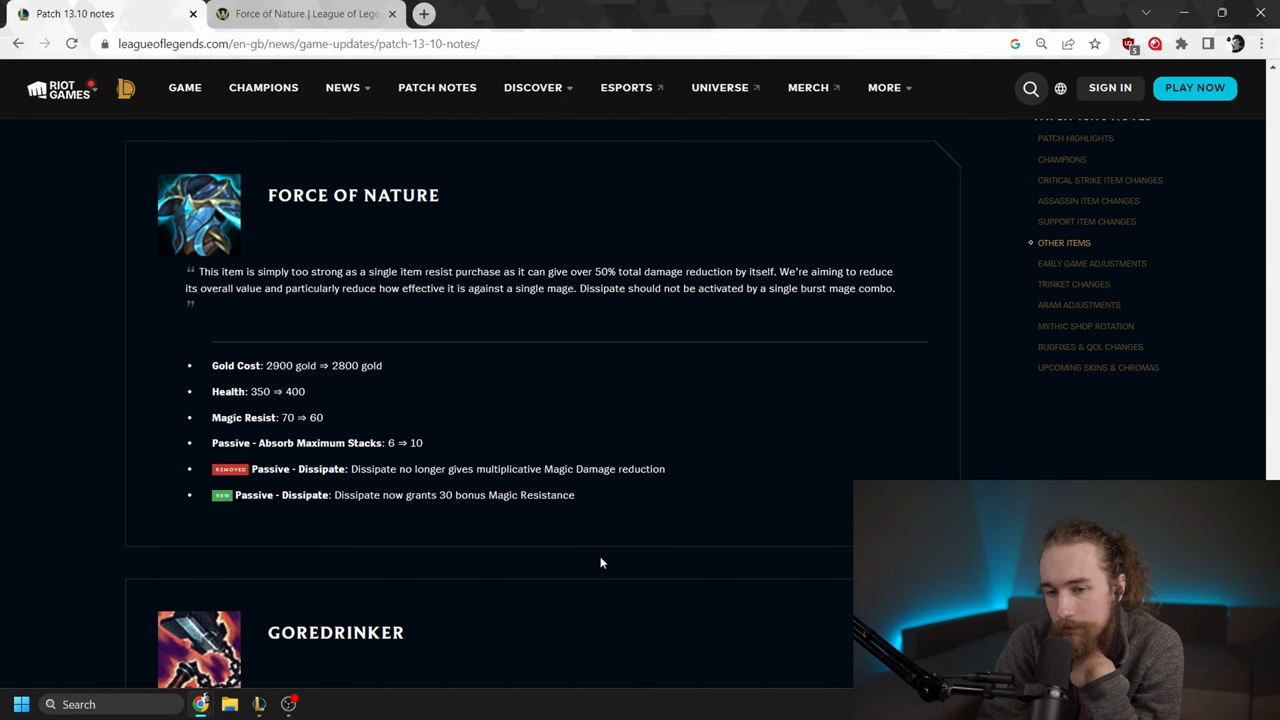 Patch 13.10 notes
Force of Nature | League of Lege
leagueoflegends.com/en-gb/news/game-updates/patch-13-10-notes/
5
RIOT GAMES
GAME
CHAMPIONS
NEWS
PATCH NOTES
DISCOVER
ESPORTS
UNIVERSE
MERCH
MORE
SIGN IN
PLAY NOW
PATCH HIGHLIGHTS
CHAMPIONS
CRITICAL STRIKE ITEM CHANGES
ASSASSIN ITEM CHANGES
SUPPORT ITEM CHANGES
OTHER ITEMS
EARLY GAME ADJUSTMENTS
TRINKET CHANGES
ARAM ADJUSTMENTS
MYTHIC SHOP ROTATION
BUGFIXES & QOL CHANGES
UPCOMING SKINS & CHROMAS
FORCE OF NATURE
“ This item is simply too strong as a single item resist purchase as it can give over 50% total damage reduction by itself. We're aiming to reduce
its overall value and particularly reduce how effective it is against a single mage. Dissipate should not be activated by a single burst mage combo.
”
• Gold Cost: 2900 gold ⇒ 2800 gold
• Health: 350 ⇒ 400
• Magic Resist: 70 ⇒ 60
• Passive - Absorb Maximum Stacks: 6 ⇒ 10
• REMOVED Passive - Dissipate: Dissipate no longer gives multiplicative Magic Damage reduction
• NEW Passive - Dissipate: Dissipate now grants 30 bonus Magic Resistance
GOREDRINKER
Search